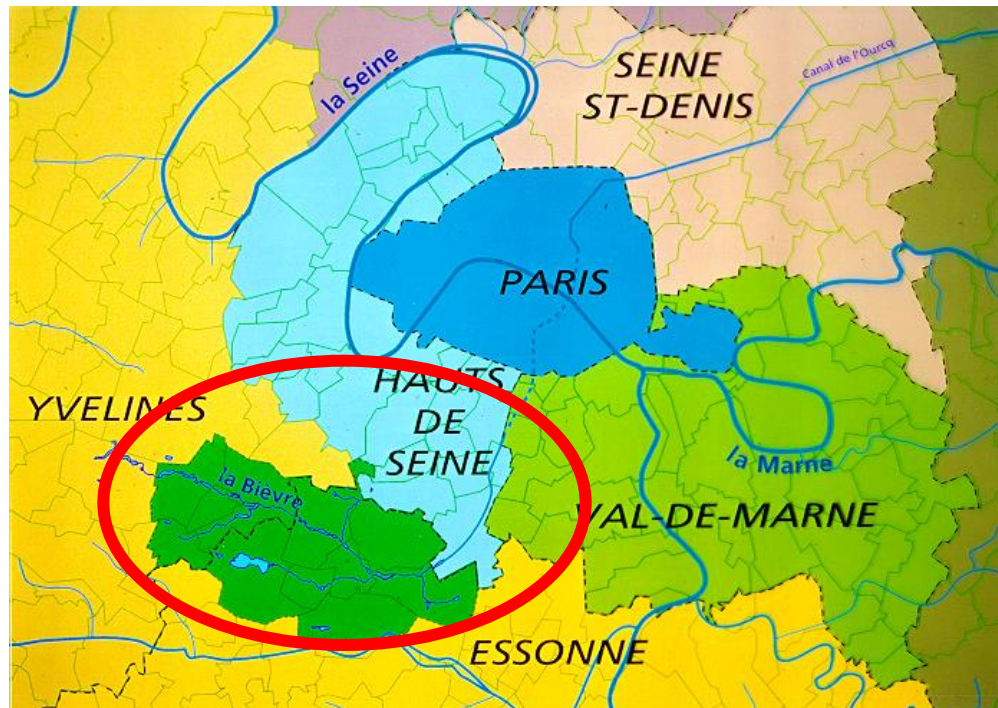 la Seine
SEINE
ST-DENIS
Canal de l'Ourcq
PARIS
HAUTS
DE
SEINE
YVELINES
la Marne
la Bièvre
VAL-DE-MARNE
ESSONNE